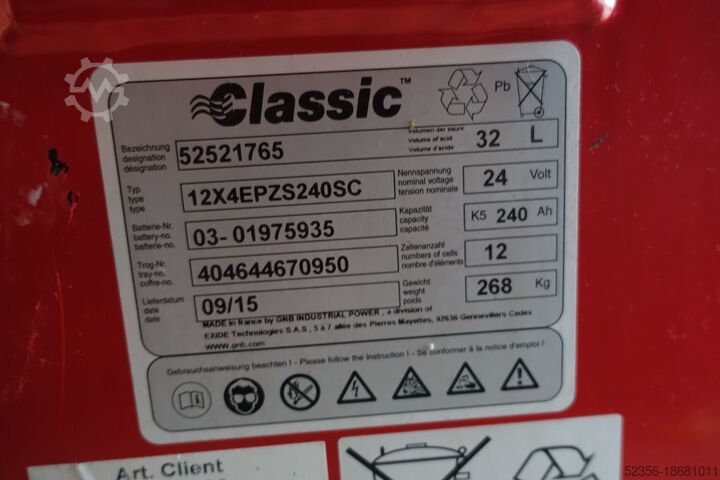 Classic™
Pb
Bezeichnung
designation
désignation
52521765
Volumen der saure
Volume of acid
Volume d'acide
32 L
Typ
type
type
12X4EPZS240SC
Nennspannung
nominal voltage
tension nominale
24 Volt
Batterie-Nr.
battery-no.
batterie-no.
03- 01975935
Kapazität
capacity
capacité
K5 240 Ah
Trog-Nr.
tray-no.
coffre-no.
404644670950
Zellenanzahl
numbers of cells
nombre d'éléments
12
Lieferdatum
date
date
09/15
Gewicht
weight
poids
268 Kg
MADE in france by GNB INDUSTRIAL POWER , a division of
EXIDE Technologies S.A.S , 5 à 7 allée des Pierres Mayettes, 92636 Gennevilliers Cedex
www.gnb.com
Gebrauchsanweisung beachten ! - Please follow the instruction ! - Se conformer à la notice d'emploi !
Art. Client
52356-18681011